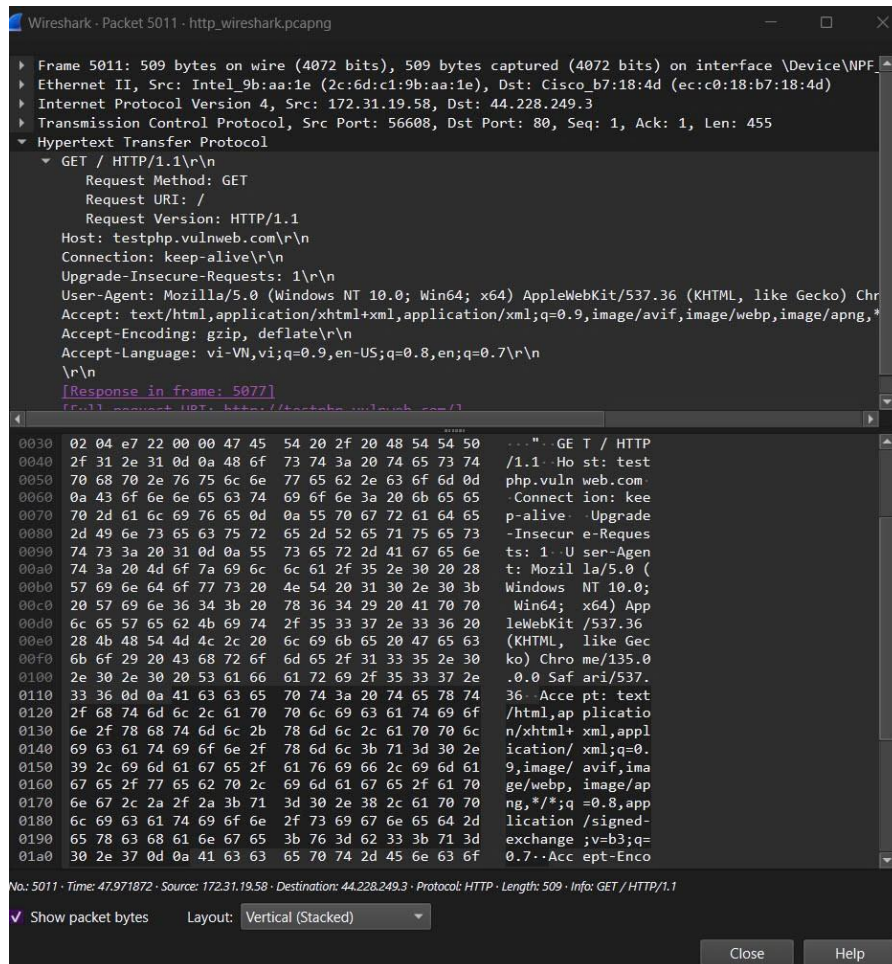 Wireshark · Packet 5011 · http_wireshark.pcapng
Frame 5011: 509 bytes on wire (4072 bits), 509 bytes captured (4072 bits) on interface \Device\NPF_
Ethernet II, Src: Intel_9b:aa:1e (2c:6d:c1:9b:aa:1e), Dst: Cisco_b7:18:4d (ec:c0:18:b7:18:4d)
Internet Protocol Version 4, Src: 172.31.19.58, Dst: 44.228.249.3
Transmission Control Protocol, Src Port: 56608, Dst Port: 80, Seq: 1, Ack: 1, Len: 455
Hypertext Transfer Protocol
GET / HTTP/1.1\r\n
Request Method: GET
Request URI: /
Request Version: HTTP/1.1
Host: testphp.vulnweb.com\r\n
Connection: keep-alive\r\n
Upgrade-Insecure-Requests: 1\r\n
User-Agent: Mozilla/5.0 (Windows NT 10.0; Win64; x64) AppleWebKit/537.36 (KHTML, like Gecko) Chr
Accept: text/html,application/xhtml+xml,application/xml;q=0.9,image/avif,image/webp,image/apng,*
Accept-Encoding: gzip, deflate\r\n
Accept-Language: vi-VN,vi;q=0.9,en-US;q=0.8,en;q=0.7\r\n
\r\n
[Response in frame: 5077]
[Full request URI: http://testphp.vulnweb.com/]
0030 02 04 e7 22 00 00 47 45 54 20 2f 20 48 54 54 50 ···"··GE T / HTTP
0040 2f 31 2e 31 0d 0a 48 6f 73 74 3a 20 74 65 73 74 /1.1··Ho st: test
0050 70 68 70 2e 76 75 6c 6e 77 65 62 2e 63 6f 6d 0d php.vuln web.com·
0060 0a 43 6f 6e 6e 65 63 74 69 6f 6e 3a 20 6b 65 65 ·Connect ion: kee
0070 70 2d 61 6c 69 76 65 0d 0a 55 70 67 72 61 64 65 p-alive· ·Upgrade
0080 2d 49 6e 73 65 63 75 72 65 2d 52 65 71 75 65 73 -Insecur e-Reques
0090 74 73 3a 20 31 0d 0a 55 73 65 72 2d 41 67 65 6e ts: 1··U ser-Agen
00a0 74 3a 20 4d 6f 7a 69 6c 6c 61 2f 35 2e 30 20 28 t: Mozil la/5.0 (
00b0 57 69 6e 64 6f 77 73 20 4e 54 20 31 30 2e 30 3b Windows NT 10.0;
00c0 20 57 69 6e 36 34 3b 20 78 36 34 29 20 41 70 70 Win64; x64) App
00d0 6c 65 57 65 62 4b 69 74 2f 35 33 37 2e 33 36 20 leWebKit /537.36
00e0 28 4b 48 54 4d 4c 2c 20 6c 69 6b 65 20 47 65 63 (KHTML, like Gec
00f0 6b 6f 29 20 43 68 72 6f 6d 65 2f 31 33 35 2e 30 ko) Chro me/135.0
0100 2e 30 2e 30 20 53 61 66 61 72 69 2f 35 33 37 2e .0.0 Saf ari/537.
0110 33 36 0d 0a 41 63 63 65 70 74 3a 20 74 65 78 74 36··Acce pt: text
0120 2f 68 74 6d 6c 2c 61 70 70 6c 69 63 61 74 69 6f /html,ap plicatio
0130 6e 2f 78 68 74 6d 6c 2b 78 6d 6c 2c 61 70 70 6c n/xhtml+ xml,appl
0140 69 63 61 74 69 6f 6e 2f 78 6d 6c 3b 71 3d 30 2e ication/ xml;q=0.
0150 39 2c 69 6d 61 67 65 2f 61 76 69 66 2c 69 6d 61 9,image/ avif,ima
0160 67 65 2f 77 65 62 70 2c 69 6d 61 67 65 2f 61 70 ge/webp, image/ap
0170 6e 67 2c 2a 2f 2a 3b 71 3d 30 2e 38 2c 61 70 70 ng,*/*;q =0.8,app
0180 6c 69 63 61 74 69 6f 6e 2f 73 69 67 6e 65 64 2d lication /signed-
0190 65 78 63 68 61 6e 67 65 3b 76 3d 62 33 3b 71 3d exchange ;v=b3;q=
01a0 30 2e 37 0d 0a 41 63 63 65 70 74 2d 45 6e 63 6f 0.7··Acc ept-Enco
No.: 5011 · Time: 47.971872 · Source: 172.31.19.58 · Destination: 44.228.249.3 · Protocol: HTTP · Length: 509 · Info: GET / HTTP/1.1
Show packet bytes Layout: Vertical (Stacked)
Close Help